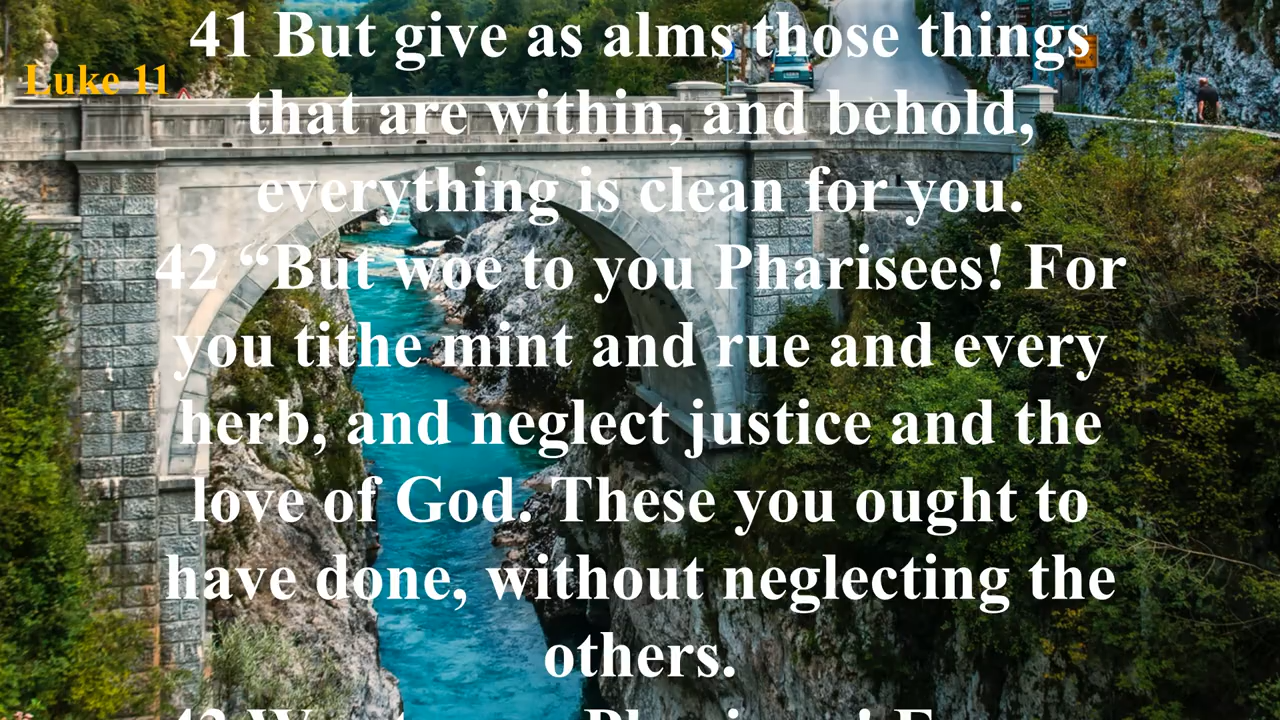 41 But give as alms those things
Luke 11
that are within, and behold,
everything is clean for you.
42 “But woe to you Pharisees! For
you tithe mint and rue and every
herb, and neglect justice and the
love of God. These you ought to
have done, without neglecting the
others.